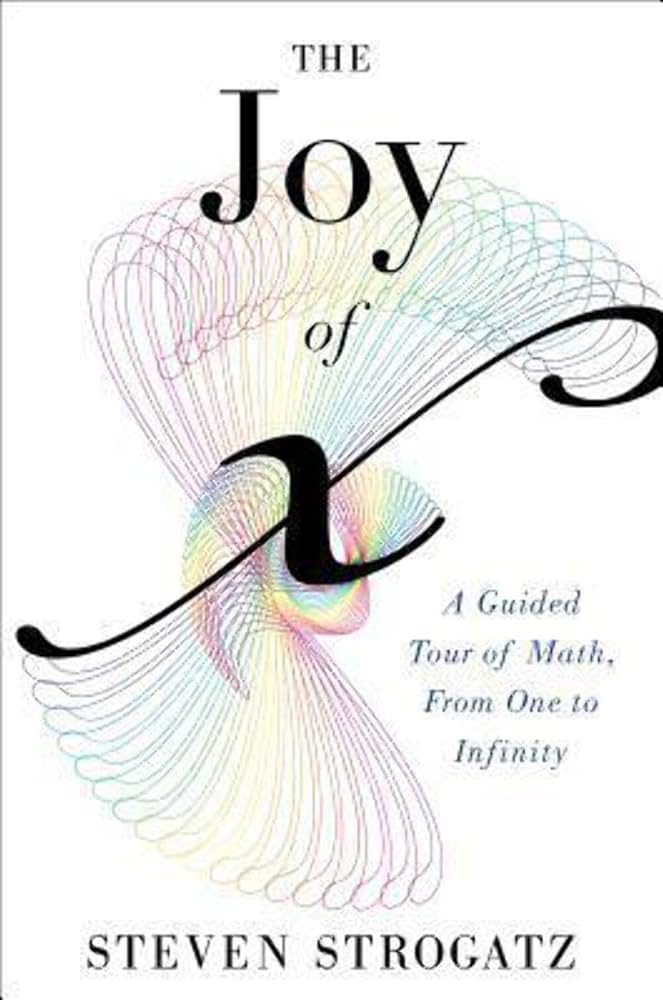 THE
Joy
of
x
A Guided
Tour of Math,
From One to
Infinity
STEVEN STROGATZ